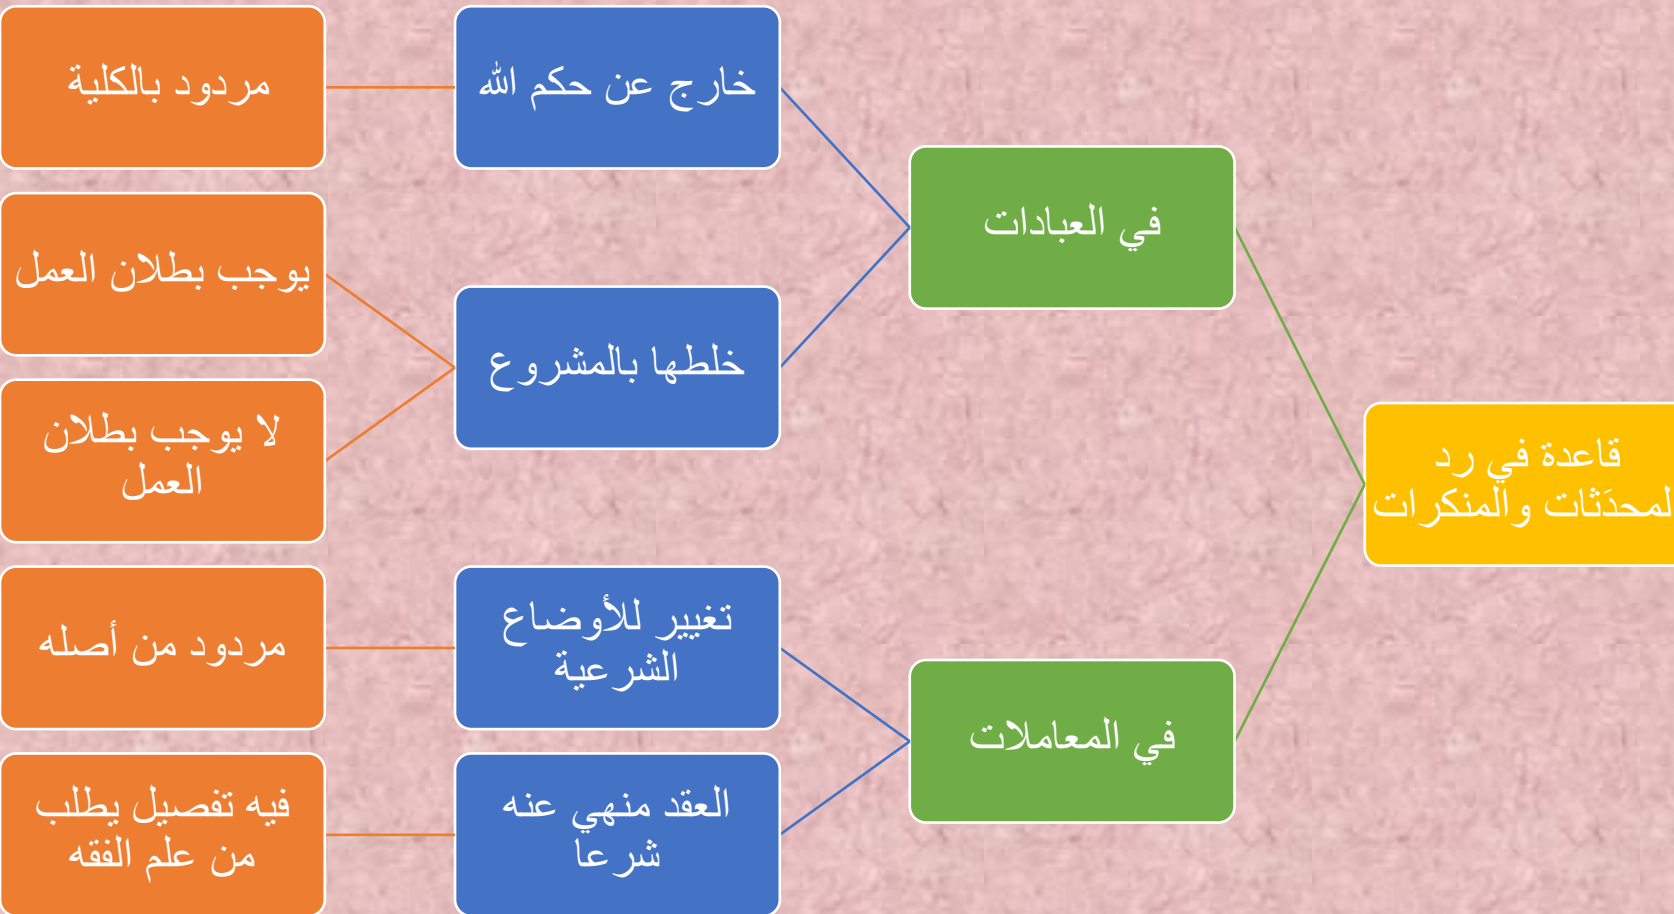 قاعدة في رد
لمحدَثات والمنكرات
في العبادات
خارج عن حكم الله
مردود بالكلية
خلطها بالمشروع
يوجب بطلان العمل
لا يوجب بطلان
العمل
في المعاملات
تغيير للأوضاع
الشرعية
مردود من أصله
العقد منهي عنه
شرعا
فيه تفصيل يطلب
من علم الفقه